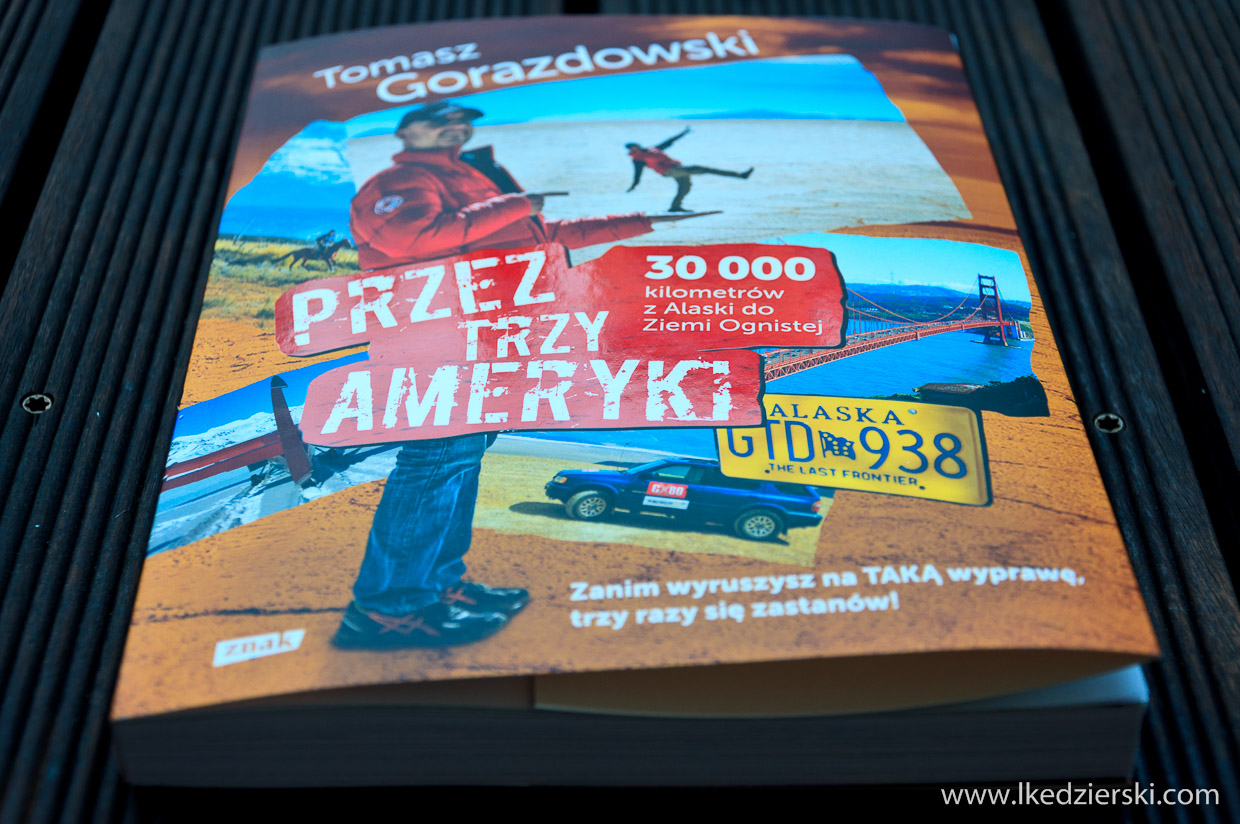 Tomasz
Gorazdowski
PRZEZ
TRZY
AMERYKI
30 000
kilometrów
z Alaski do
Ziemi Ognistej
ALASKA
GTD 938
THE LAST FRONTIER
GX80
Zanim wyruszysz na TAKĄ wyprawę,
trzy razy się zastanów!
znak
www.lkedzierski.com